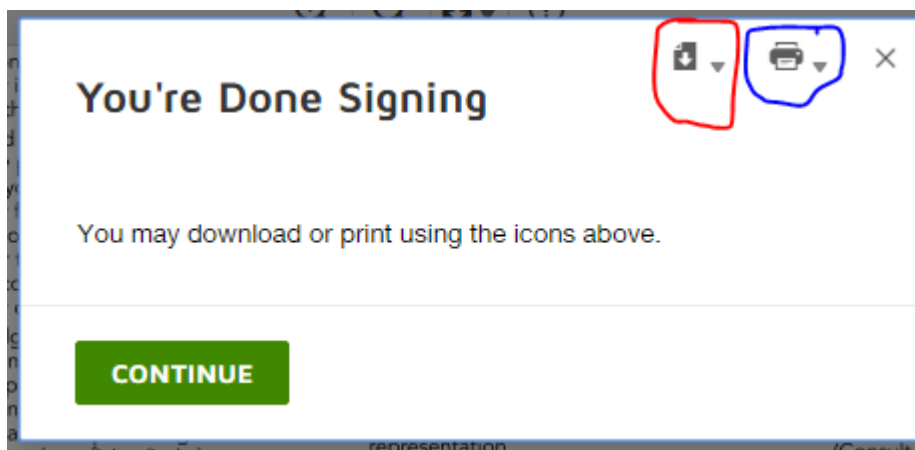 You're Done Signing
You may download or print using the icons above.
CONTINUE
representation